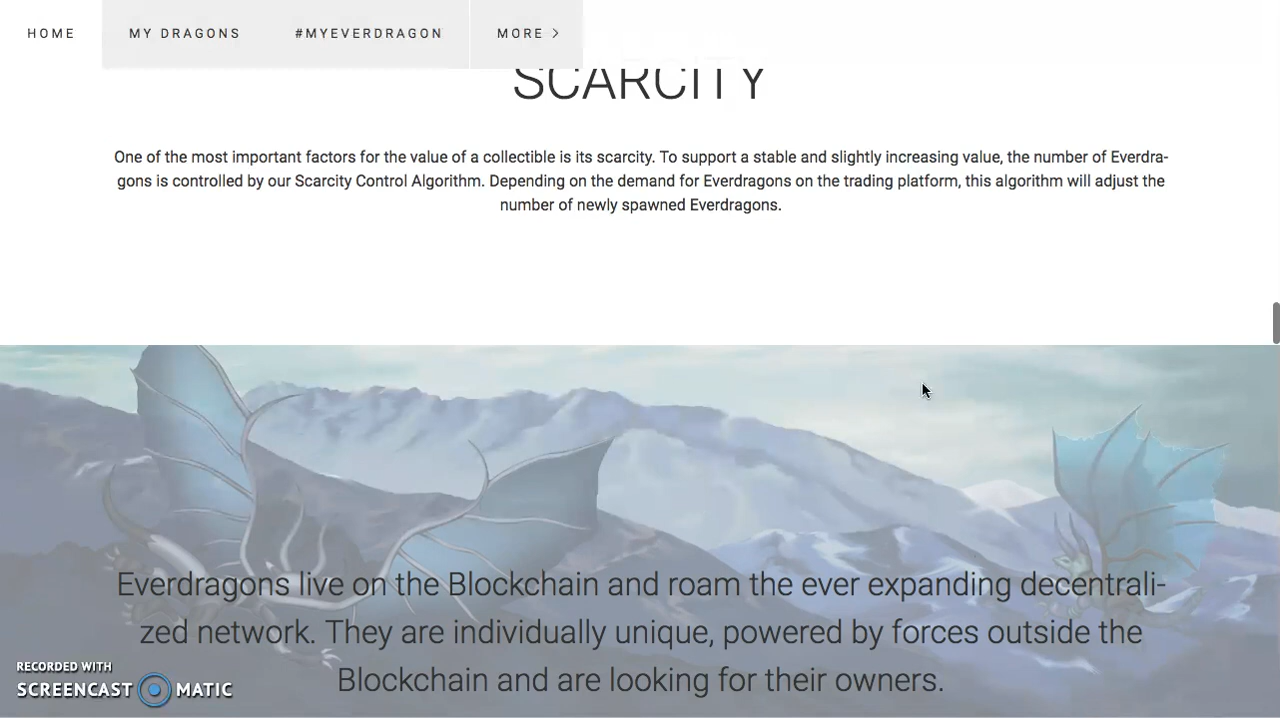 HOME MY DRAGONS #MYEVERDRAGON MORE >
SCARCITY
One of the most important factors for the value of a collectible is its scarcity. To support a stable and slightly increasing value, the number of Everdra-
gons is controlled by our Scarcity Control Algorithm. Depending on the demand for Everdragons on the trading platform, this algorithm will adjust the
number of newly spawned Everdragons.
Everdragons live on the Blockchain and roam the ever expanding decentrali-
zed network. They are individually unique, powered by forces outside the
Blockchain and are looking for their owners.
RECORDED WITH
SCREENCAST MATIC